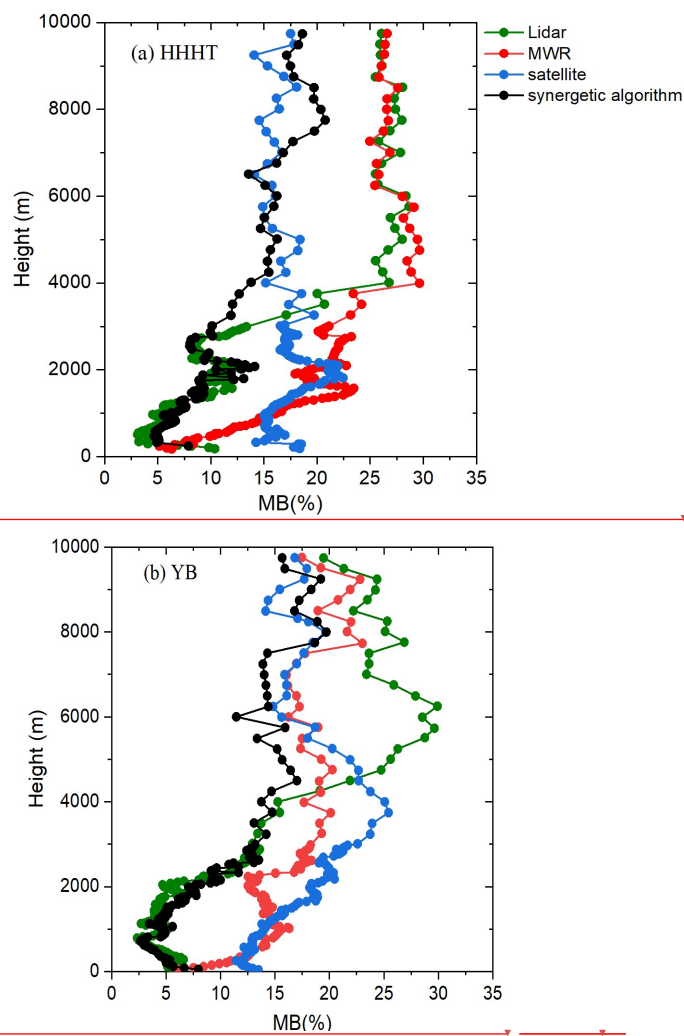 10000
(a) HHHT
8000
6000
4000
2000
0
Height (m)
0 5 10 15 20 25 30 35
MB(%)
Lidar
MWR
satellite
synergetic algorithm
10000
(b) YB
8000
6000
4000
2000
0
Height (m)
0 5 10 15 20 25 30 35
MB(%)